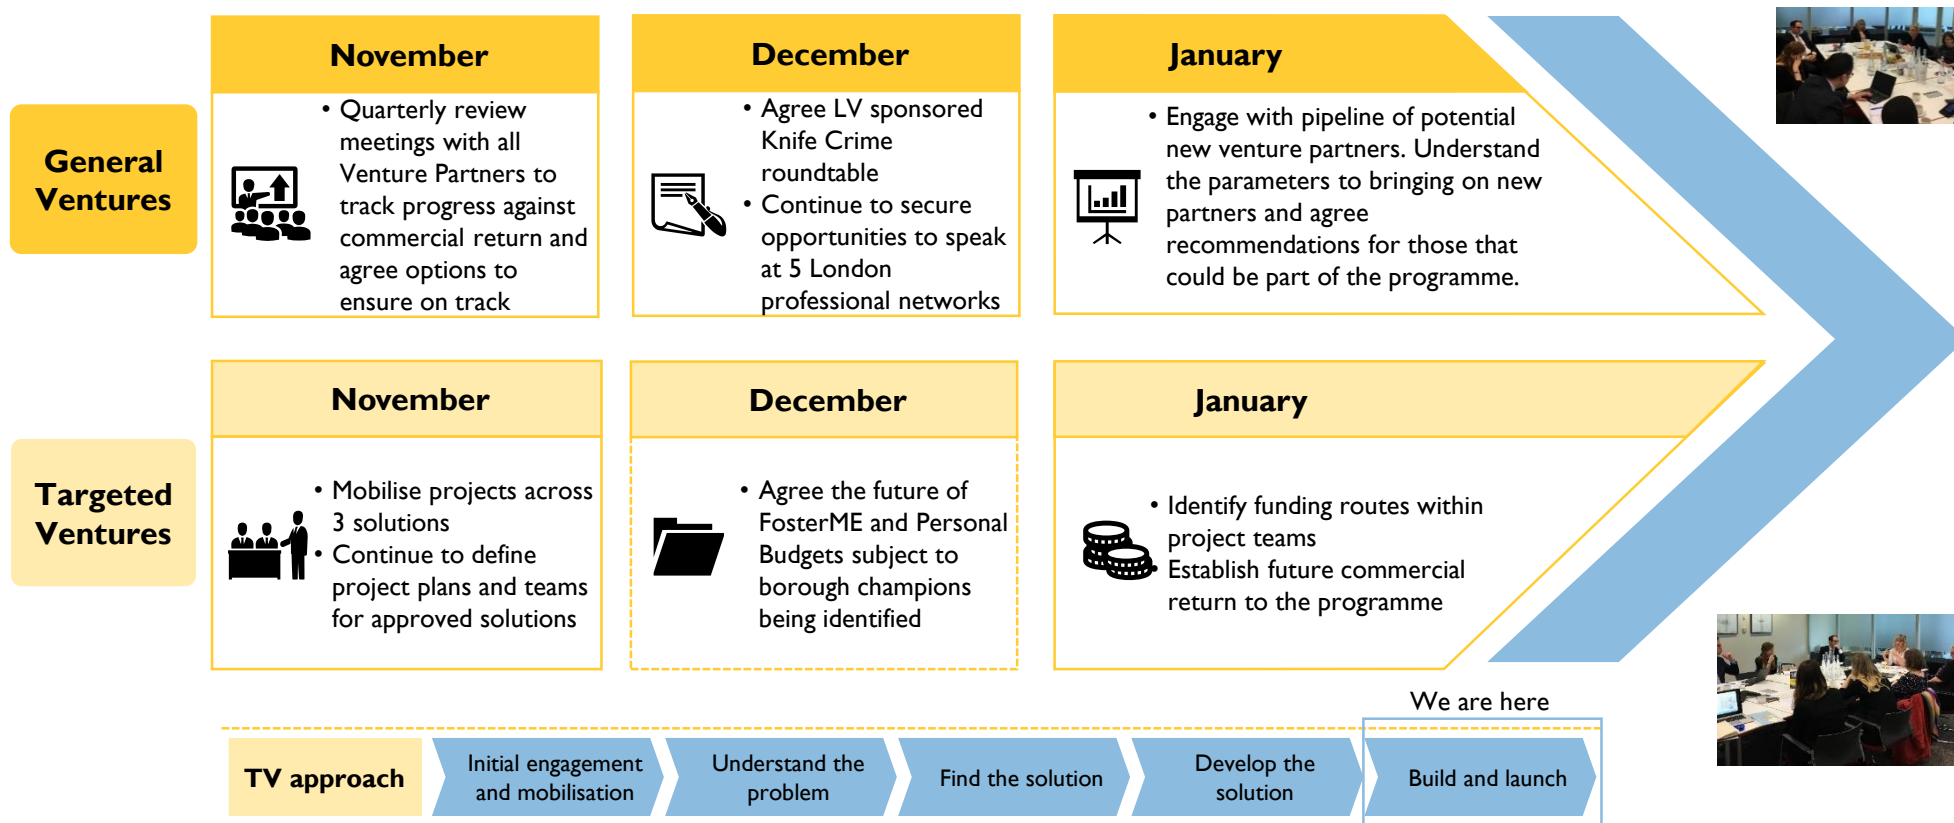 General
Ventures
November
• Quarterly review
meetings with all
Venture Partners to
track progress against
commercial return and
agree options to
ensure on track
December
• Agree LV sponsored
Knife Crime
roundtable
• Continue to secure
opportunities to speak
at 5 London
professional networks
January
• Engage with pipeline of potential
new venture partners. Understand
the parameters to bringing on new
partners and agree
recommendations for those that
could be part of the programme.
Targeted
Ventures
November
• Mobilise projects across
3 solutions
• Continue to define
project plans and teams
for approved solutions
December
• Agree the future of
FosterME and Personal
Budgets subject to
borough champions
being identified
January
• Identify funding routes within
project teams
• Establish future commercial
return to the programme
We are here
TV approach
Initial engagement
and mobilisation
Understand the
problem
Find the solution
Develop the
solution
Build and launch